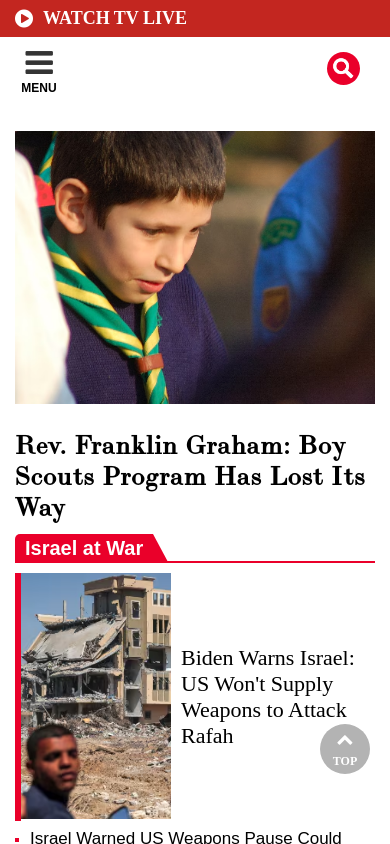 WATCH TV LIVE
MENU
Rev. Franklin Graham: Boy
Scouts Program Has Lost Its
Way
Israel at War
Biden Warns Israel:
US Won't Supply
Weapons to Attack
Rafah
TOP
Israel Warned US Weapons Pause Could